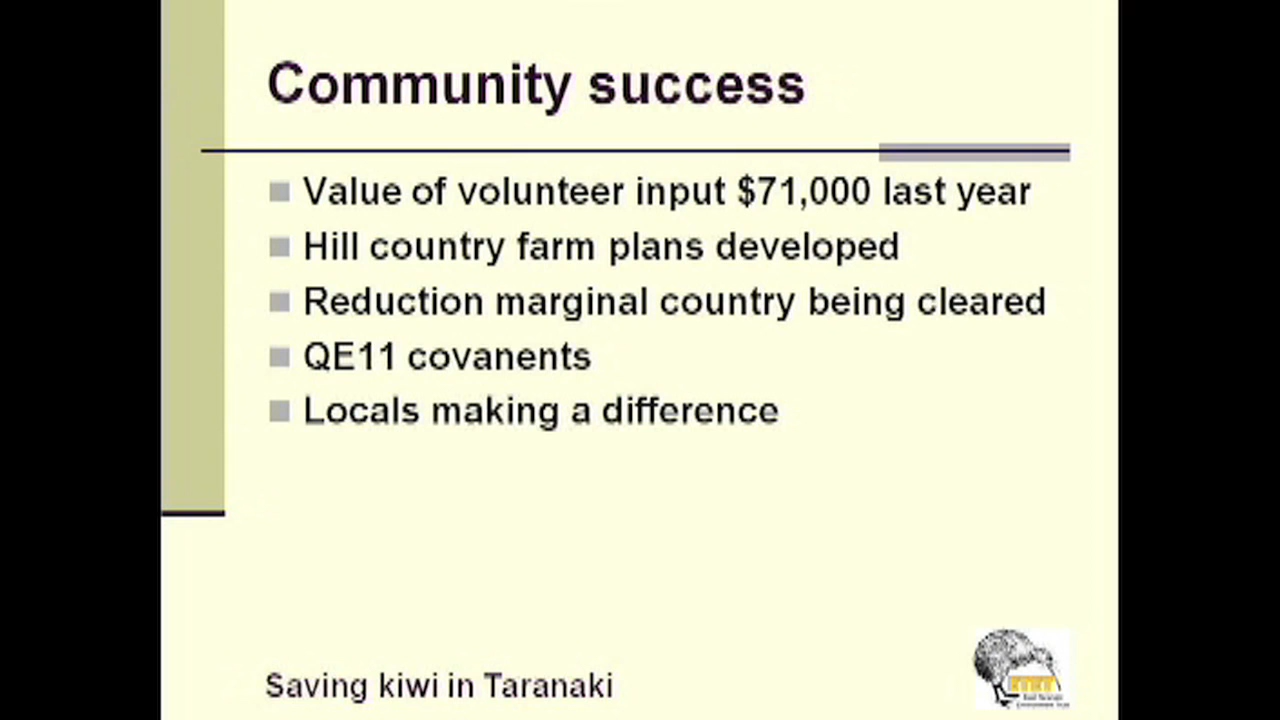 Community success
Value of volunteer input $71,000 last year
Hill country farm plans developed
Reduction marginal country being cleared
QE11 covanents
Locals making a difference
Saving kiwi in Taranaki